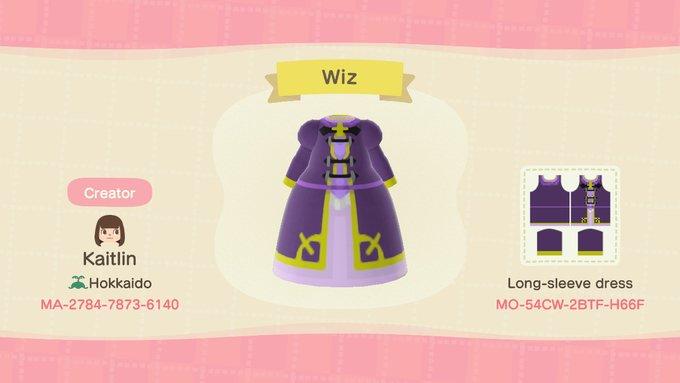 Wiz
Creator
Kaitlin
Hokkaido
MA-2784-7873-6140
Long-sleeve dress
MO-54CW-2BTF-H66F